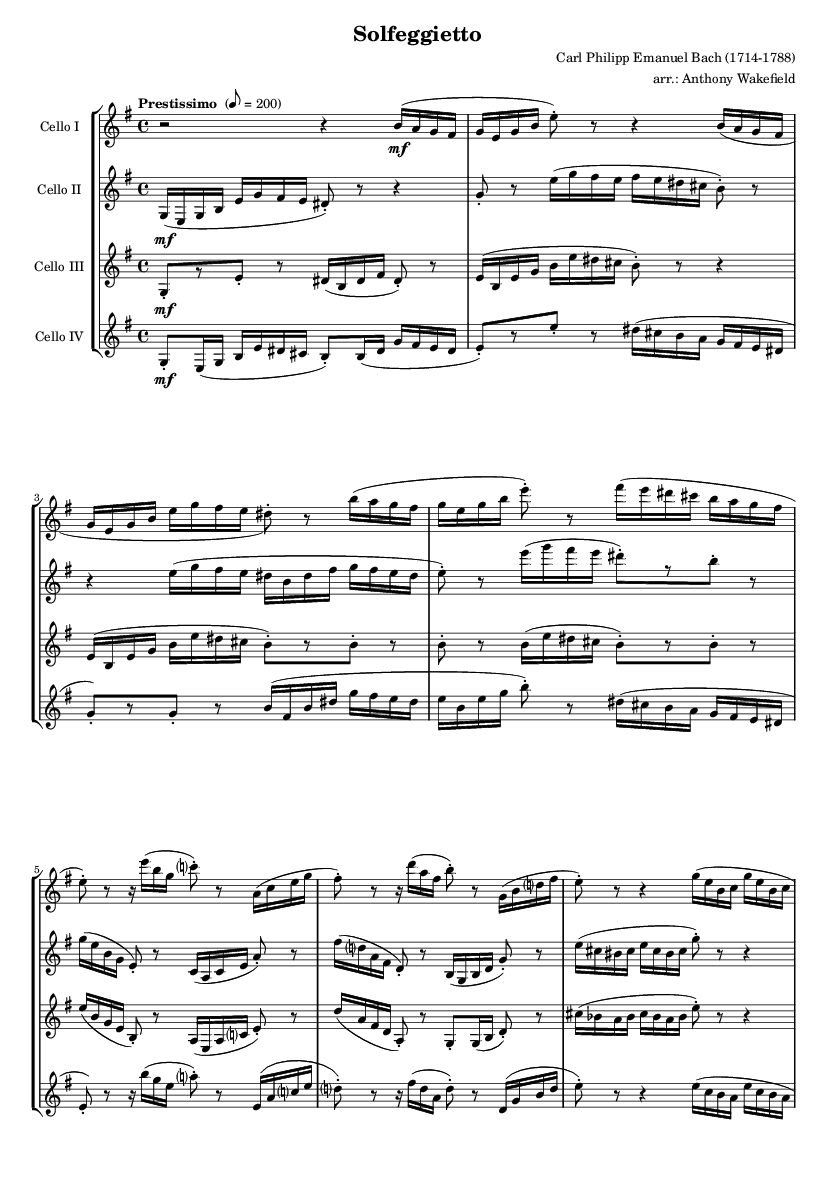 Solfeggietto
Carl Philipp Emanuel Bach (1714-1788)
arr.: Anthony Wakefield
Prestissimo (♪ = 200)
Cello I
mf
Cello II
mf
Cello III
mf
Cello IV
mf
3
5